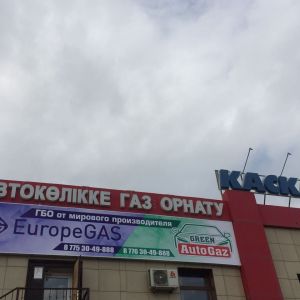 ВТОКӨЛІККЕ ГАЗ ОРНАТУ
КАСК
ГБО от мирового производителя
EuropeGAS
8 775 30-49-888
8 776 30-49-888
GREEN
AutoGaz